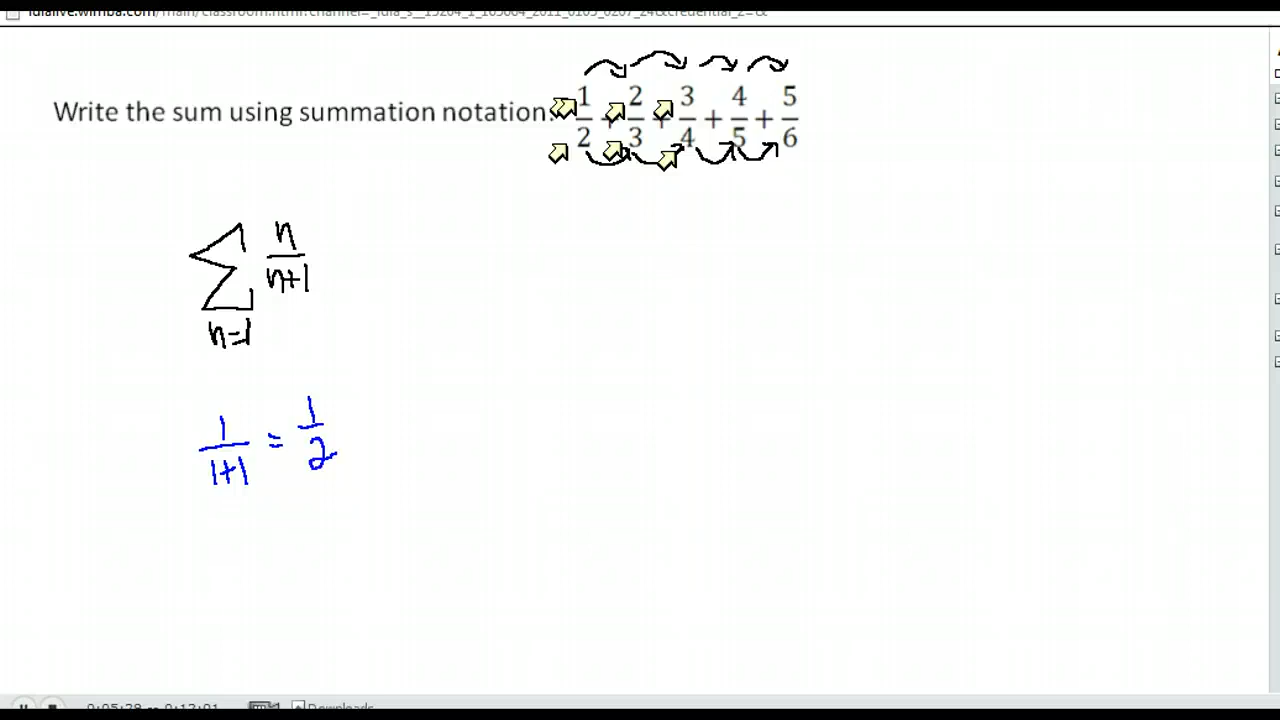 Write the sum using summation notation: 1/2 + 2/3 + 3/4 + 4/5 + 5/6
∑ n/(n+1)
n=1
1/(1+1) = 1/2
Downloads